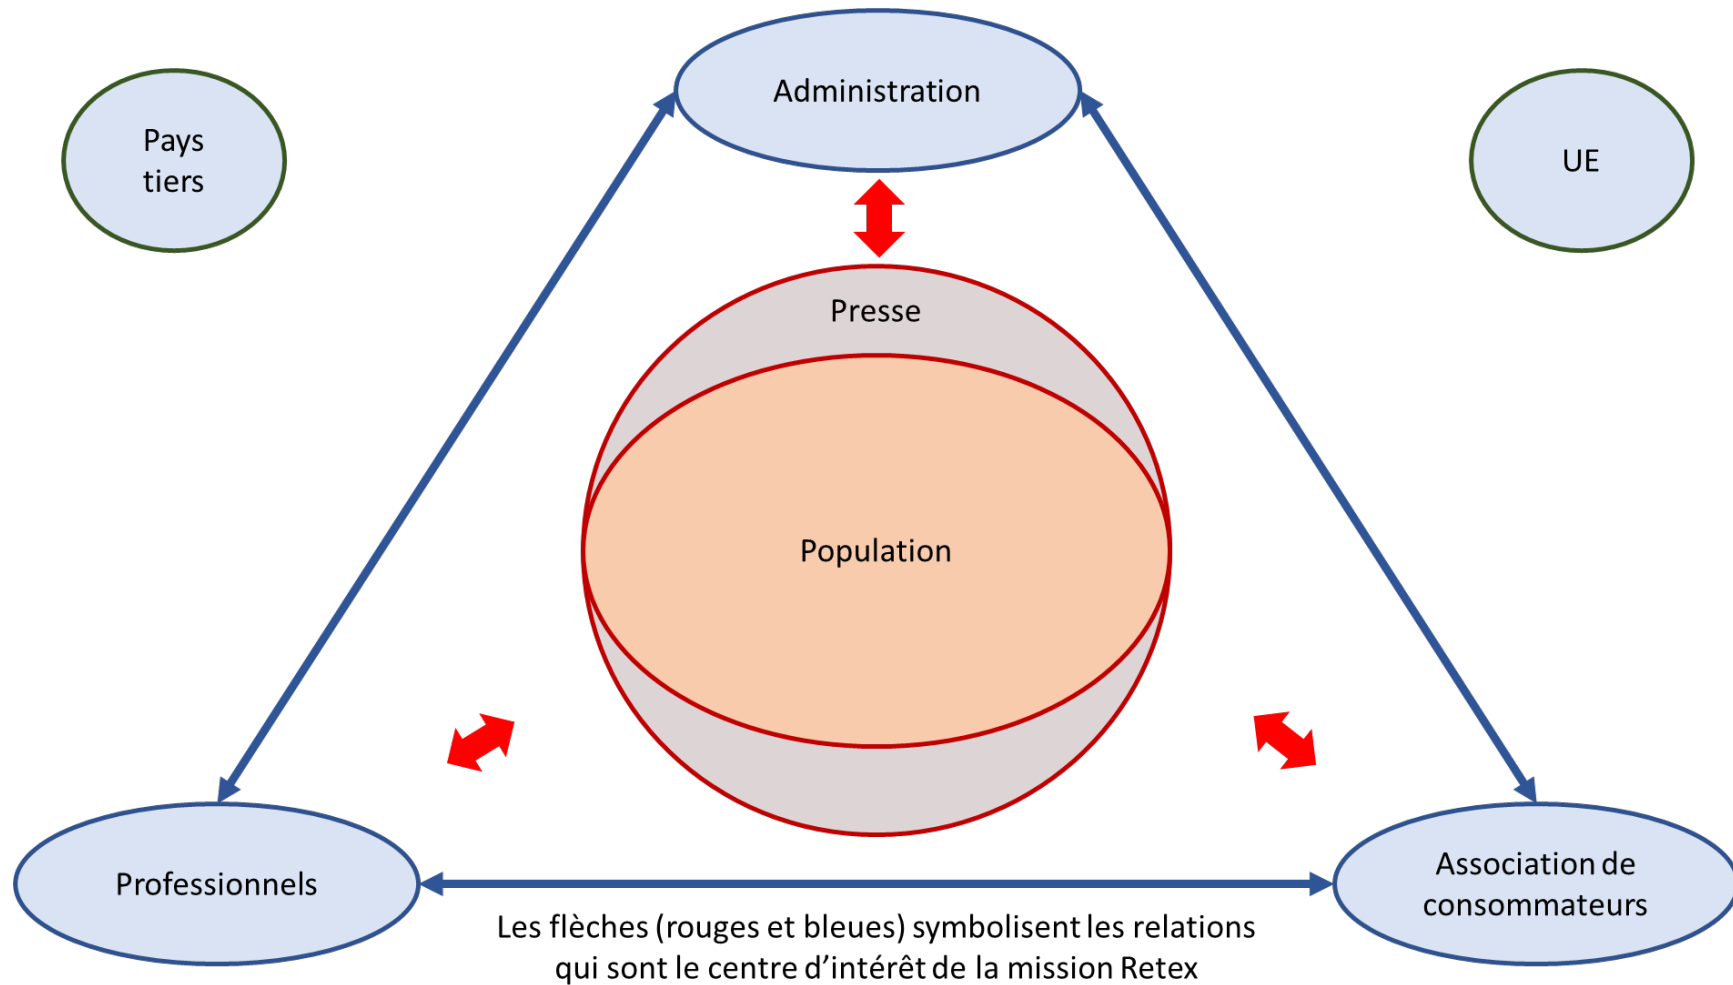 Administration
Pays
tiers
UE
Presse
Population
Professionnels
Association de
consommateurs
Les flèches (rouges et bleues) symbolisent les relations
qui sont le centre d’intérêt de la mission Retex